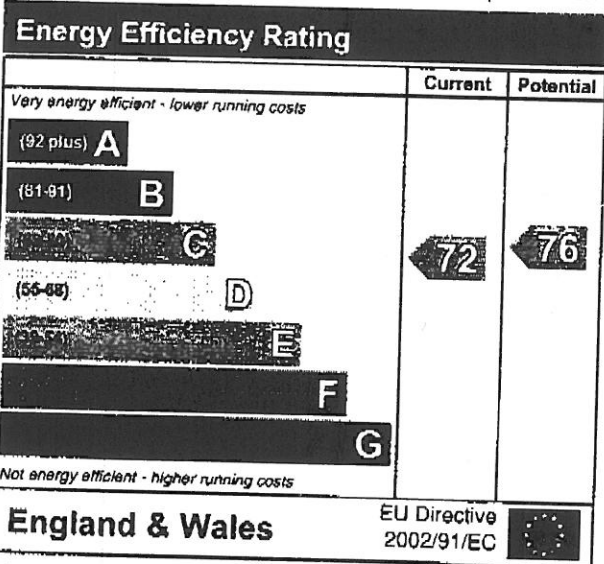 Energy Efficiency Rating
Current Potential
Very energy efficient - lower running costs
(92 plus) A
(81-91) B
C
72 76
(55-68) D
E
F
G
Not energy efficient - higher running costs
England & Wales
EU Directive
2002/91/EC